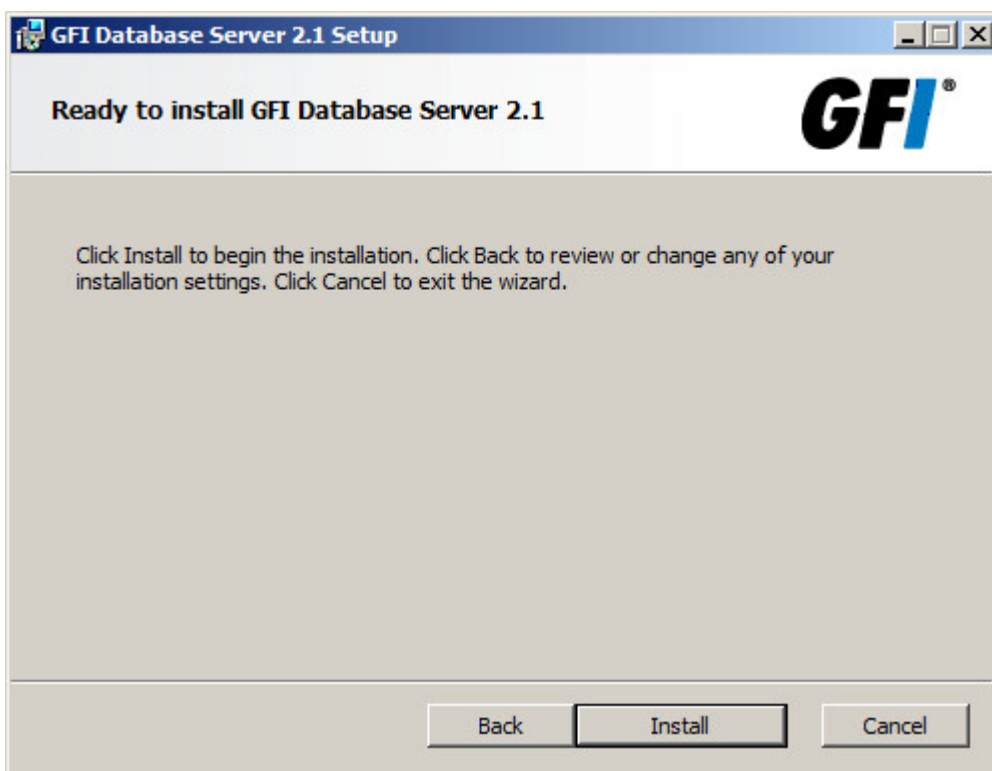 GFI Database Server 2.1 Setup
Ready to install GFI Database Server 2.1
GFI®
Click Install to begin the installation. Click Back to review or change any of your
installation settings. Click Cancel to exit the wizard.
Back
Install
Cancel